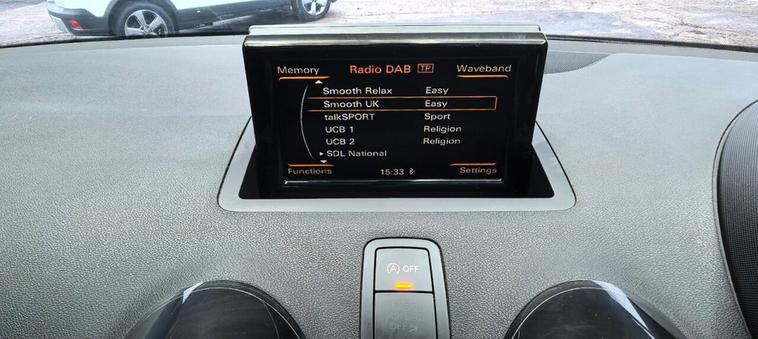 Memory Radio DAB TP Waveband
Smooth Relax Easy
Smooth UK Easy
talkSPORT Sport
UCB 1 Religion
UCB 2 Religion
SDL National
Functions 15:33 Settings
A OFF
OFF